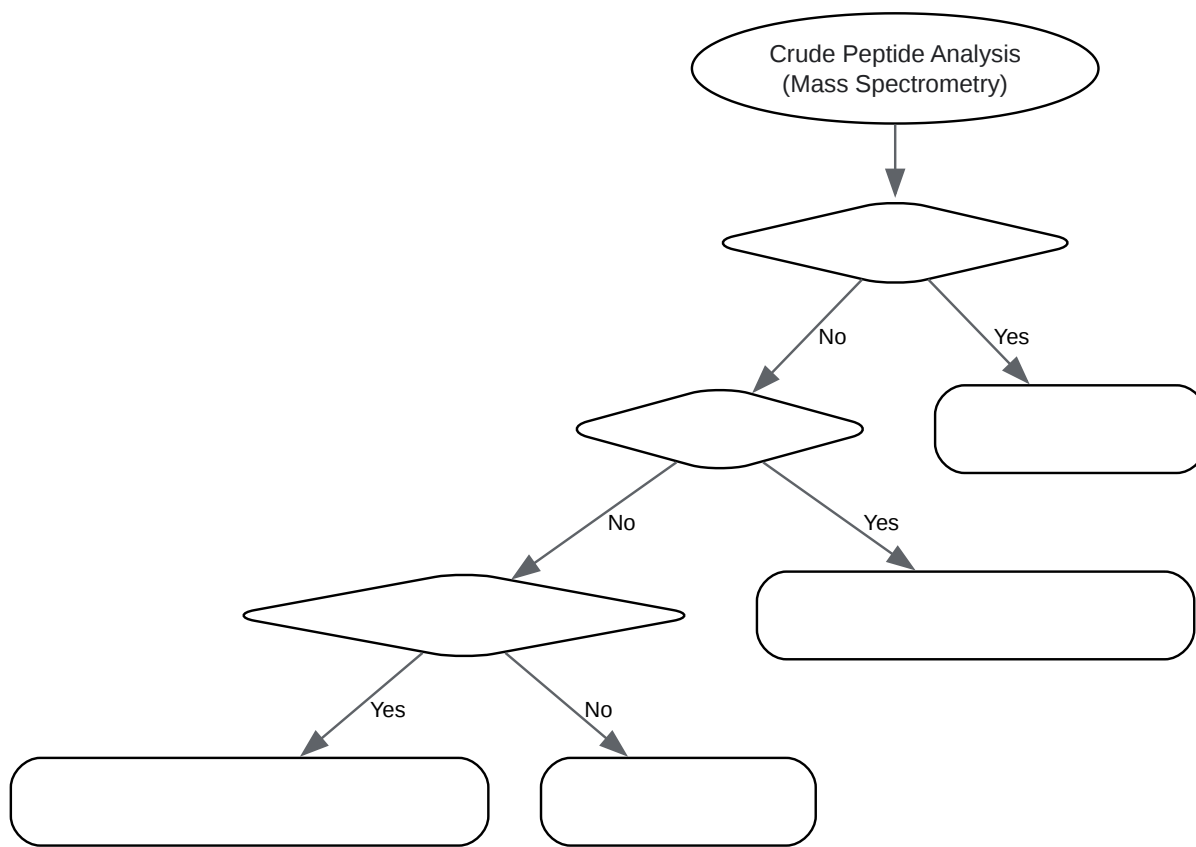 Crude Peptide Analysis
(Mass Spectrometry)
No
Yes
No
Yes
Yes
No